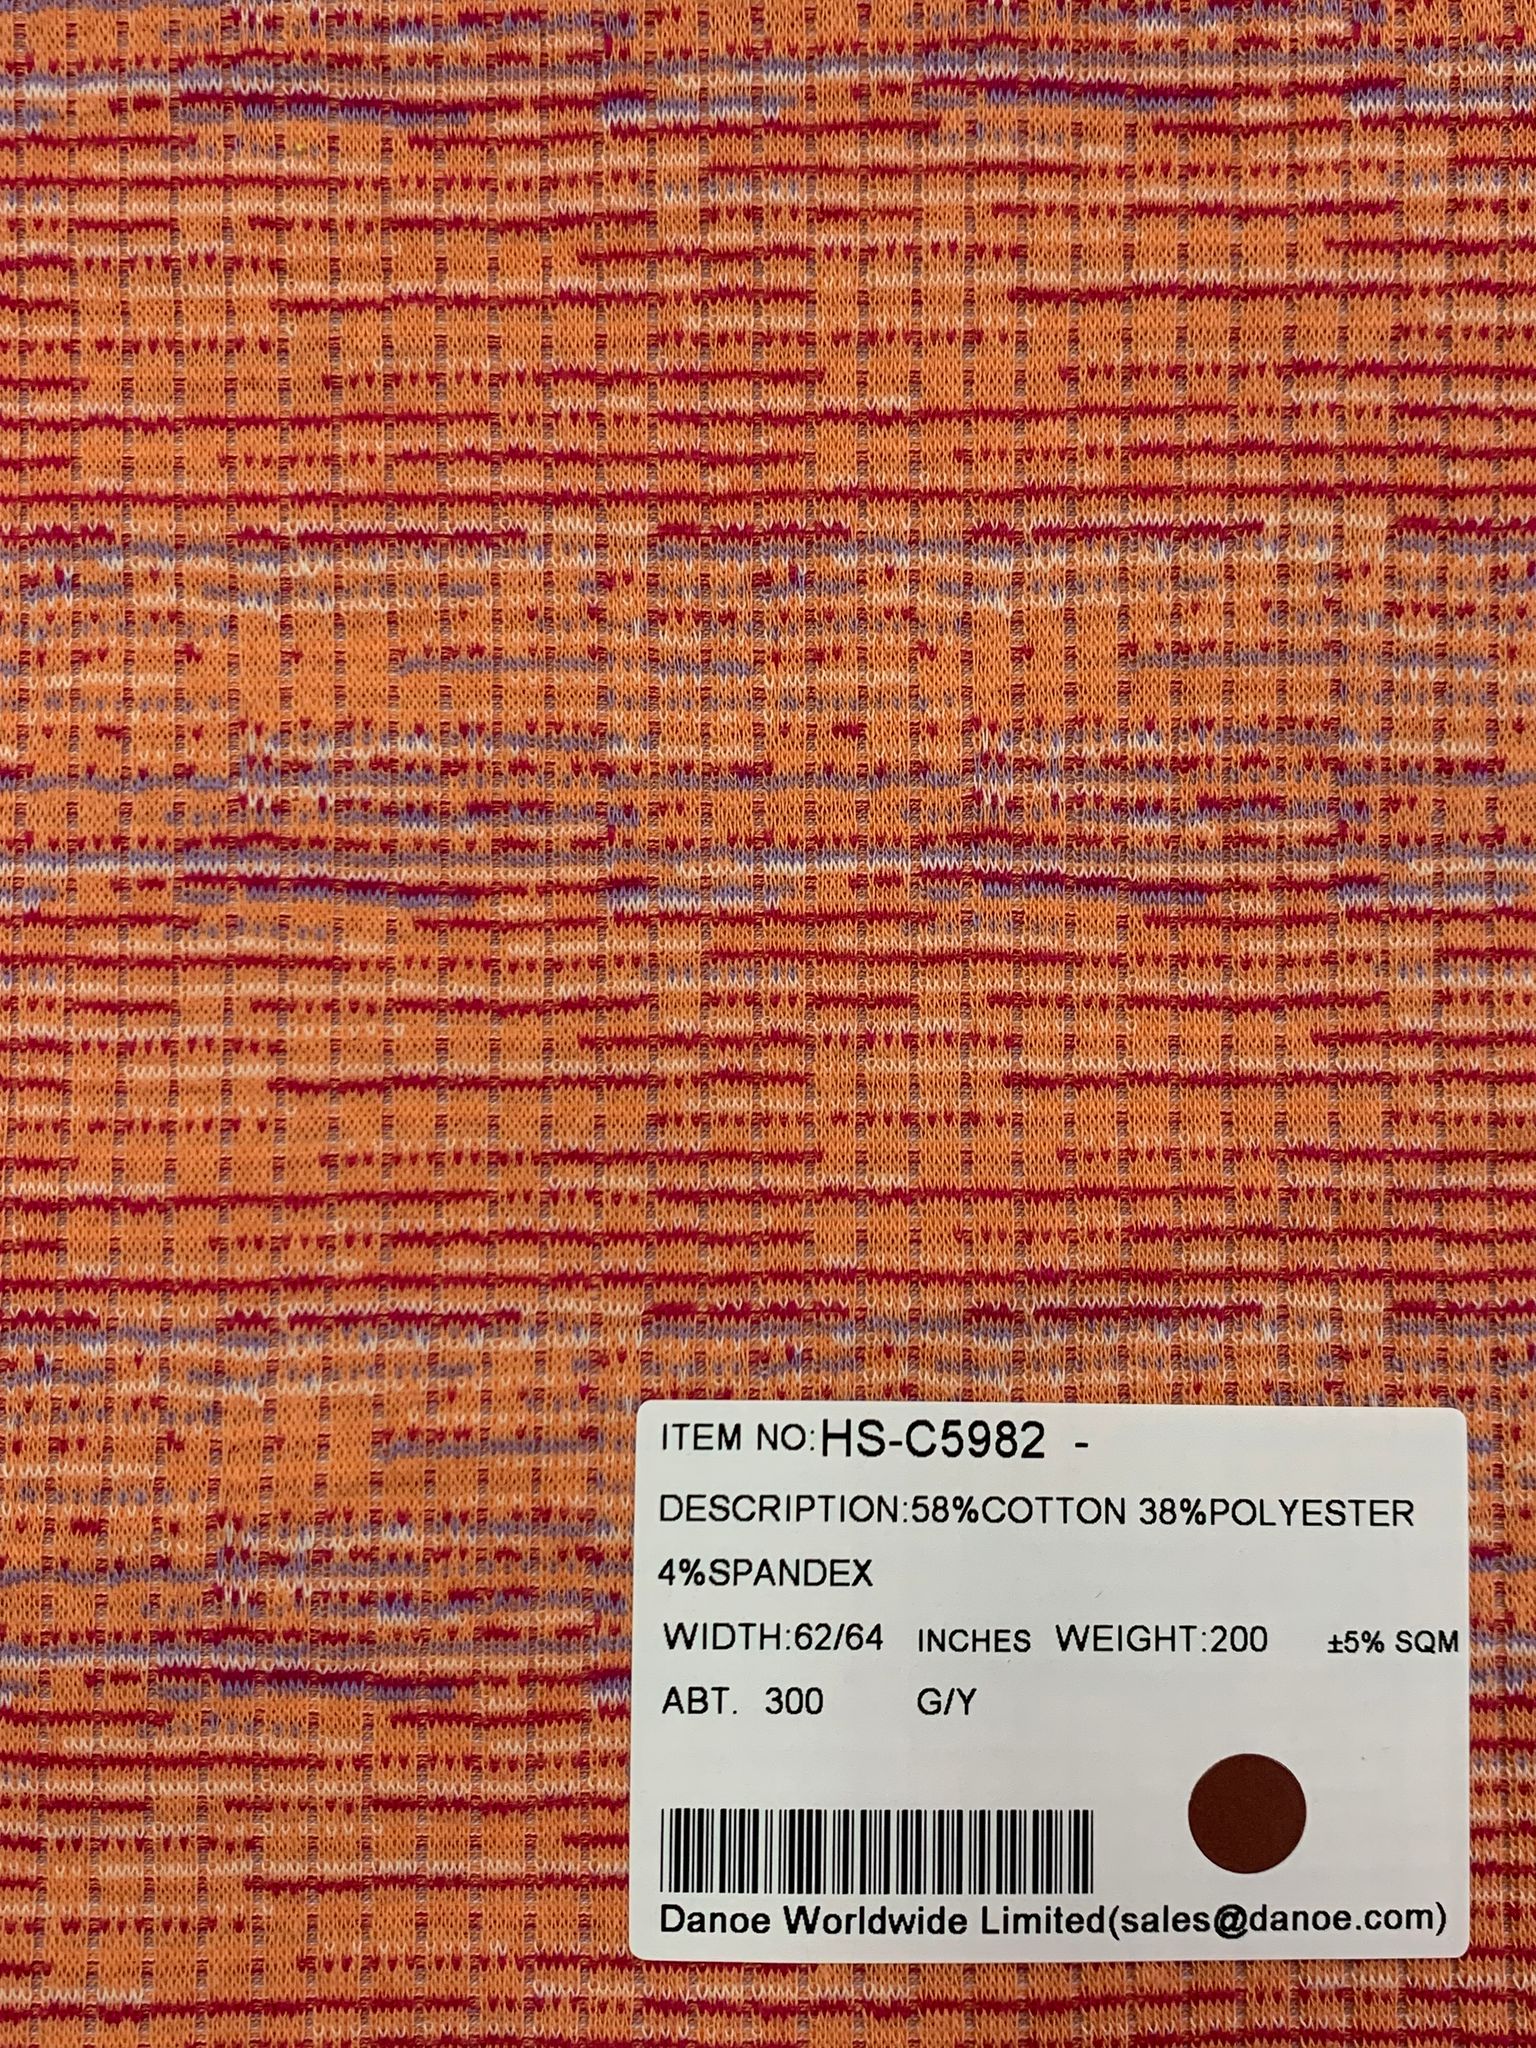 ITEM NO:HS-C5982 -
DESCRIPTION:58%COTTON 38%POLYESTER
4%SPANDEX
WIDTH:62/64 INCHES WEIGHT:200 ±5% SQM
ABT. 300 G/Y
Danoe Worldwide Limited(sales@danoe.com)